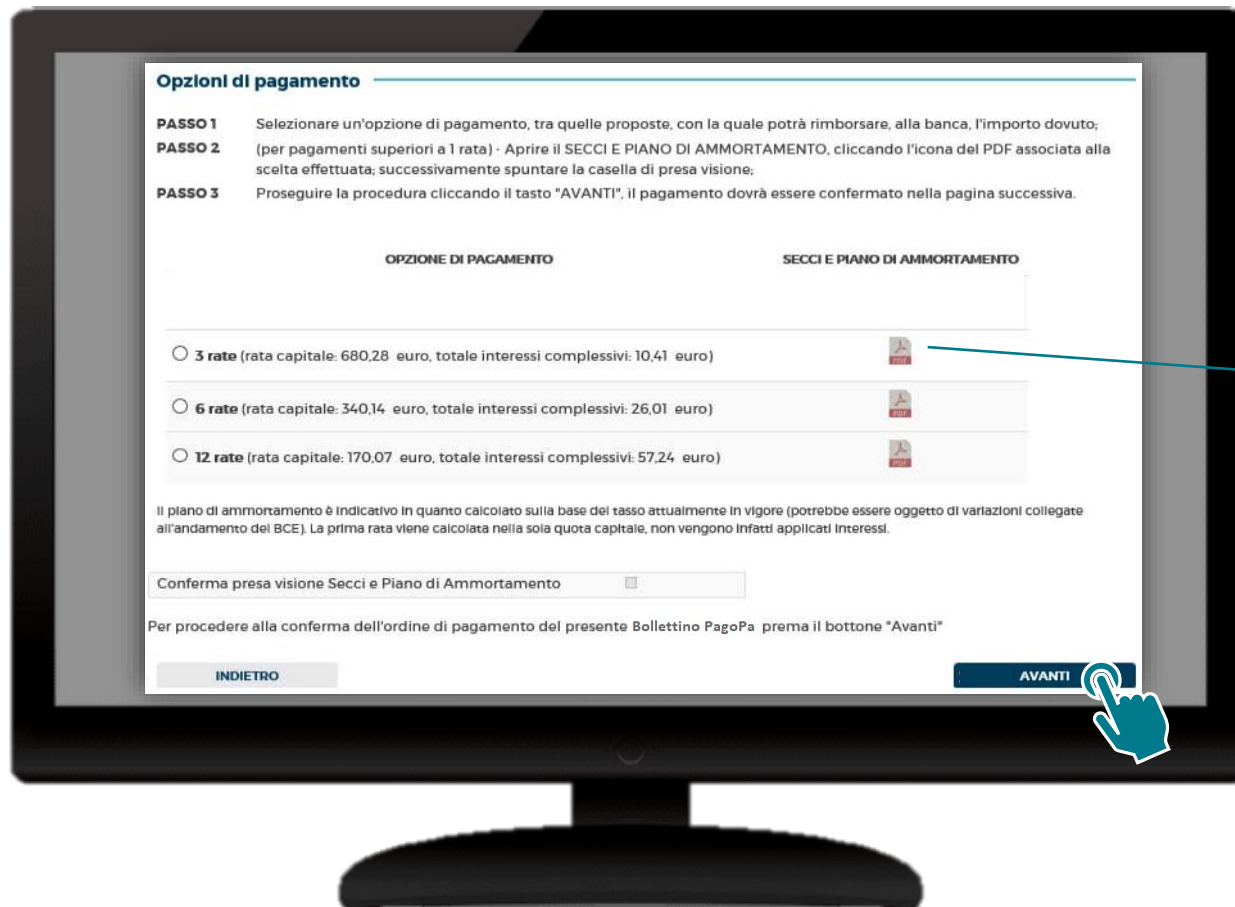 Opzioni di pagamento
PASSO 1 Selezionare un'opzione di pagamento, tra quelle proposte, con la quale potrà rimborsare, alla banca, l'importo dovuto;
PASSO 2 (per pagamenti superiori a 1 rata) - Aprire il SECCI E PIANO DI AMMORTAMENTO, cliccando l'icona del PDF associata alla
scelta effettuata; successivamente spuntare la casella di presa visione;
PASSO 3 Proseguire la procedura cliccando il tasto "AVANTI", il pagamento dovrà essere confermato nella pagina successiva.
OPZIONE DI PAGAMENTO SECCI E PIANO DI AMMORTAMENTO
3 rate (rata capitale: 680,28 euro, totale interessi complessivi: 10,41 euro) PDF
6 rate (rata capitale: 340,14 euro, totale interessi complessivi: 26,01 euro) PDF
12 rate (rata capitale: 170,07 euro, totale interessi complessivi: 57,24 euro) PDF
Il piano di ammortamento è indicativo in quanto calcolato sulla base del tasso attualmente in vigore (potrebbe essere oggetto di variazioni collegate
all'andamento del BCE). La prima rata viene calcolata nella sola quota capitale, non vengono infatti applicati interessi.
Conferma presa visione Secci e Piano di Ammortamento
Per procedere alla conferma dell'ordine di pagamento del presente Bollettino PagoPa prema il bottone "Avanti"
INDIETRO AVANTI